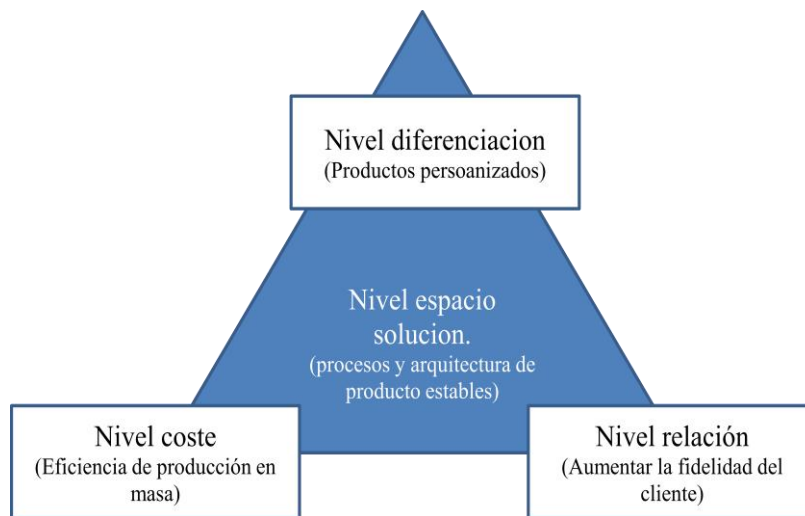 Nivel diferenciacion
(Productos persoanizados)
Nivel espacio
solucion.
(procesos y arquitectura de
producto estables)
Nivel coste
(Eficiencia de producción en
masa)
Nivel relación
(Aumentar la fidelidad del
cliente)